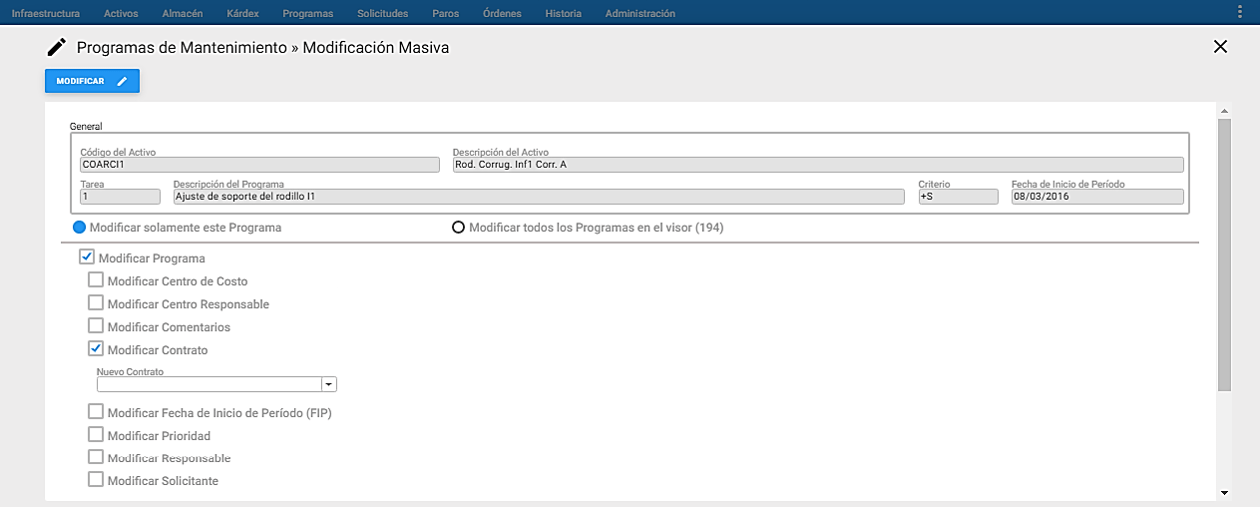 Infraestructura Activos Almacén Kárdex Programas Solicitudes Paros Órdenes Historia Administración
Programas de Mantenimiento » Modificación Masiva
MODIFICAR
General
Código del Activo Descripción del Activo
COARCI1 Rod. Corrug. Inf1 Corr. A
Tarea Descripción del Programa Criterio Fecha de Inicio de Período
1 Ajuste de soporte del rodillo I1 +S 08/03/2016
Modificar solamente este Programa Modificar todos los Programas en el visor (194)
Modificar Programa
Modificar Centro de Costo
Modificar Centro Responsable
Modificar Comentarios
Modificar Contrato
Nuevo Contrato
Modificar Fecha de Inicio de Período (FIP)
Modificar Prioridad
Modificar Responsable
Modificar Solicitante